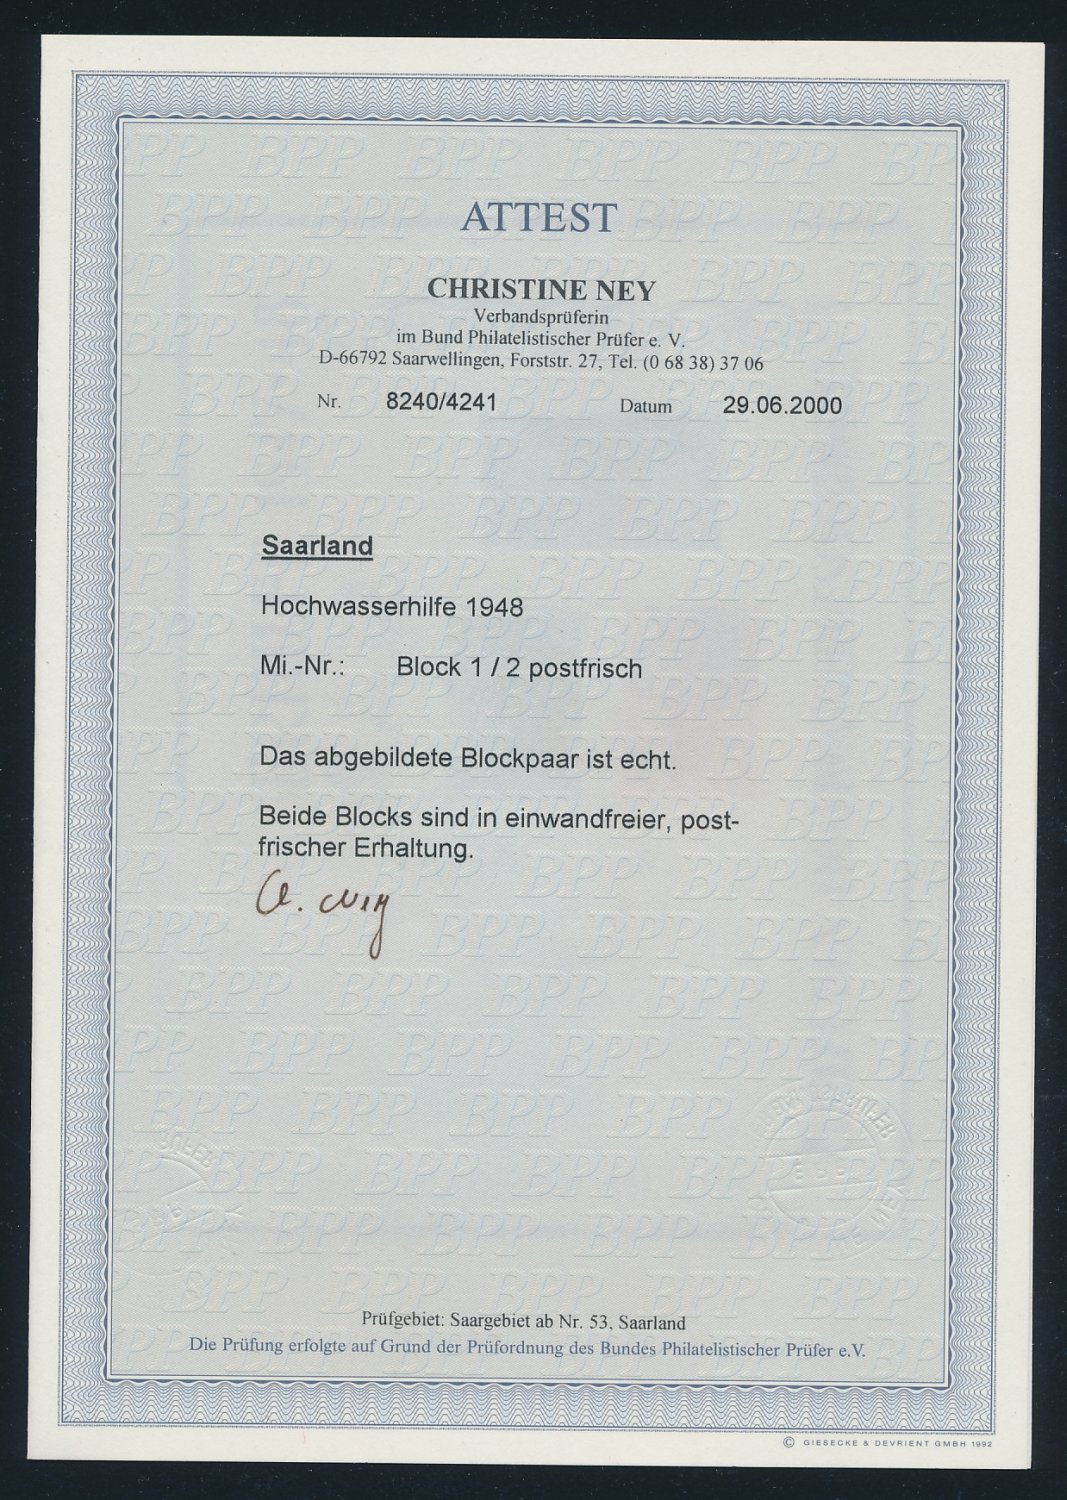 ATTEST
CHRISTINE NEY
Verbandsprüferin
im Bund Philatelistischer Prüfer e. V.
D-66792 Saarwellingen, Forststr. 27, Tel. (0 68 38) 37 06
Nr. 8240/4241 Datum 29.06.2000
Saarland
Hochwasserhilfe 1948
Mi.-Nr.: Block 1 / 2 postfrisch
Das abgebildete Blockpaar ist echt.
Beide Blocks sind in einwandfreier, post-
frischer Erhaltung.
C. Ney
Prüfgebiet: Saargebiet ab Nr. 53, Saarland
Die Prüfung erfolgte auf Grund der Prüfordnung des Bundes Philatelistischer Prüfer e.V.
© GIESECKE & DEVRIENT GMBH 1992